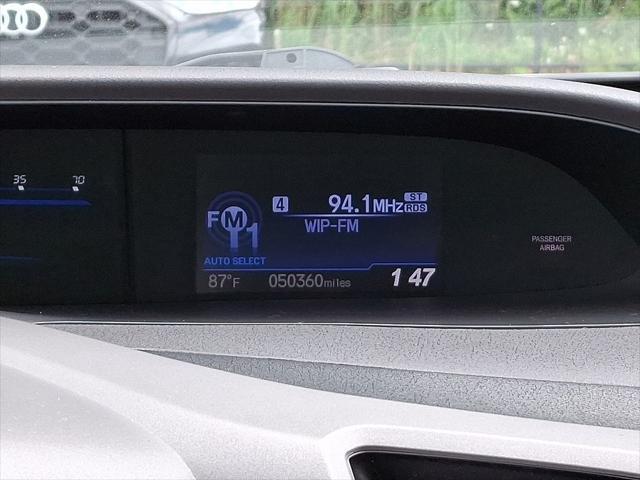 35 70
4 94.1MHz ST
RDS
FM1
WIP-FM
AUTO SELECT
87°F 050360miles 1 47
PASSENGER
AIRBAG